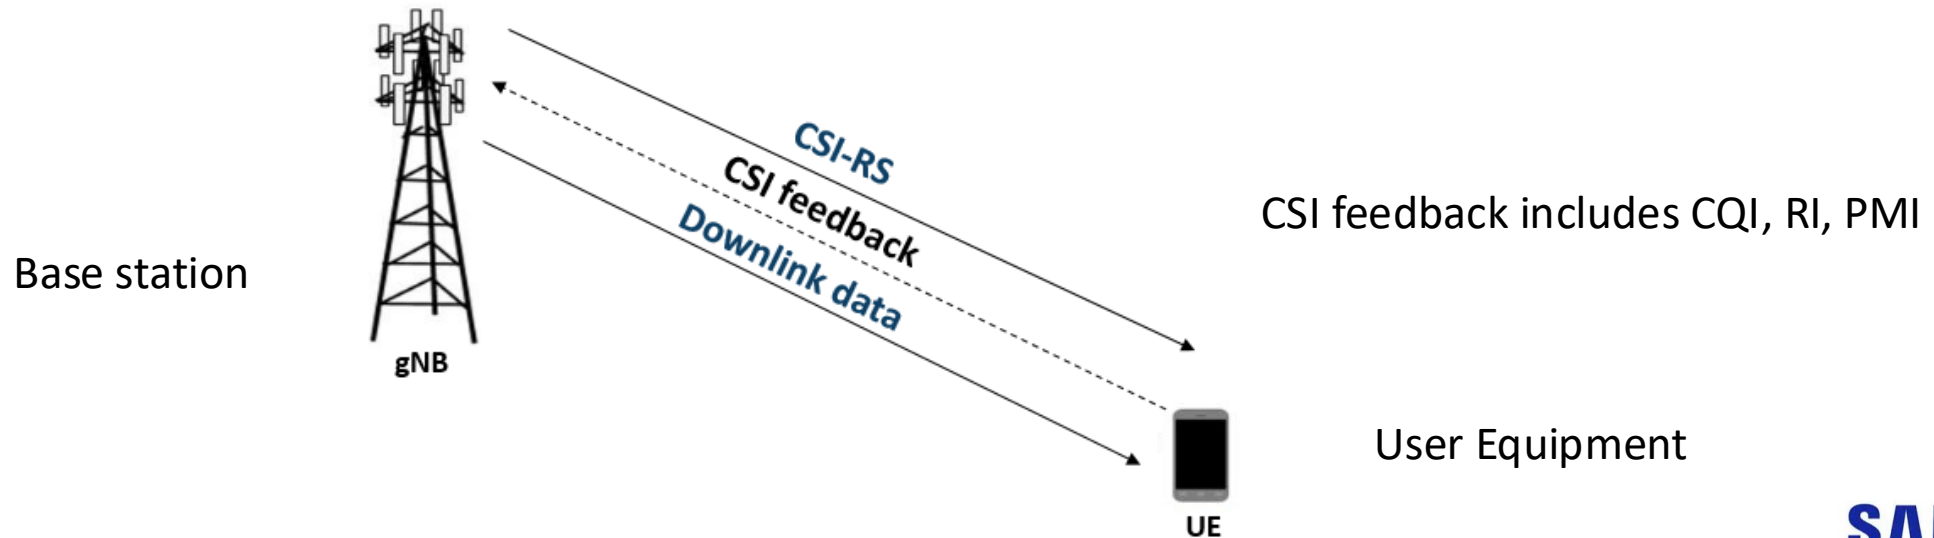 CSI-RS
CSI feedback
Downlink data
CSI feedback includes CQI, RI, PMI
Base station
gNB
User Equipment
UE